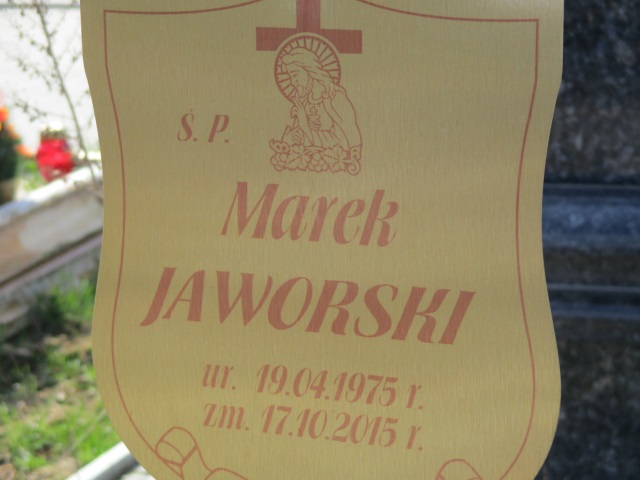 Ś. P.
Marek
JAWORSKI
ur. 19.04.1975 r.
zm. 17.10.2015 r.